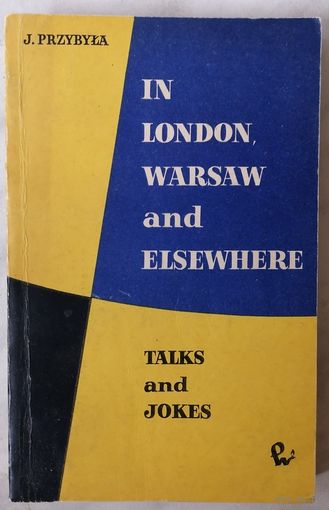 J. PRZYBYŁA
IN
LONDON,
WARSAW
and
ELSEWHERE
TALKS
and
JOKES